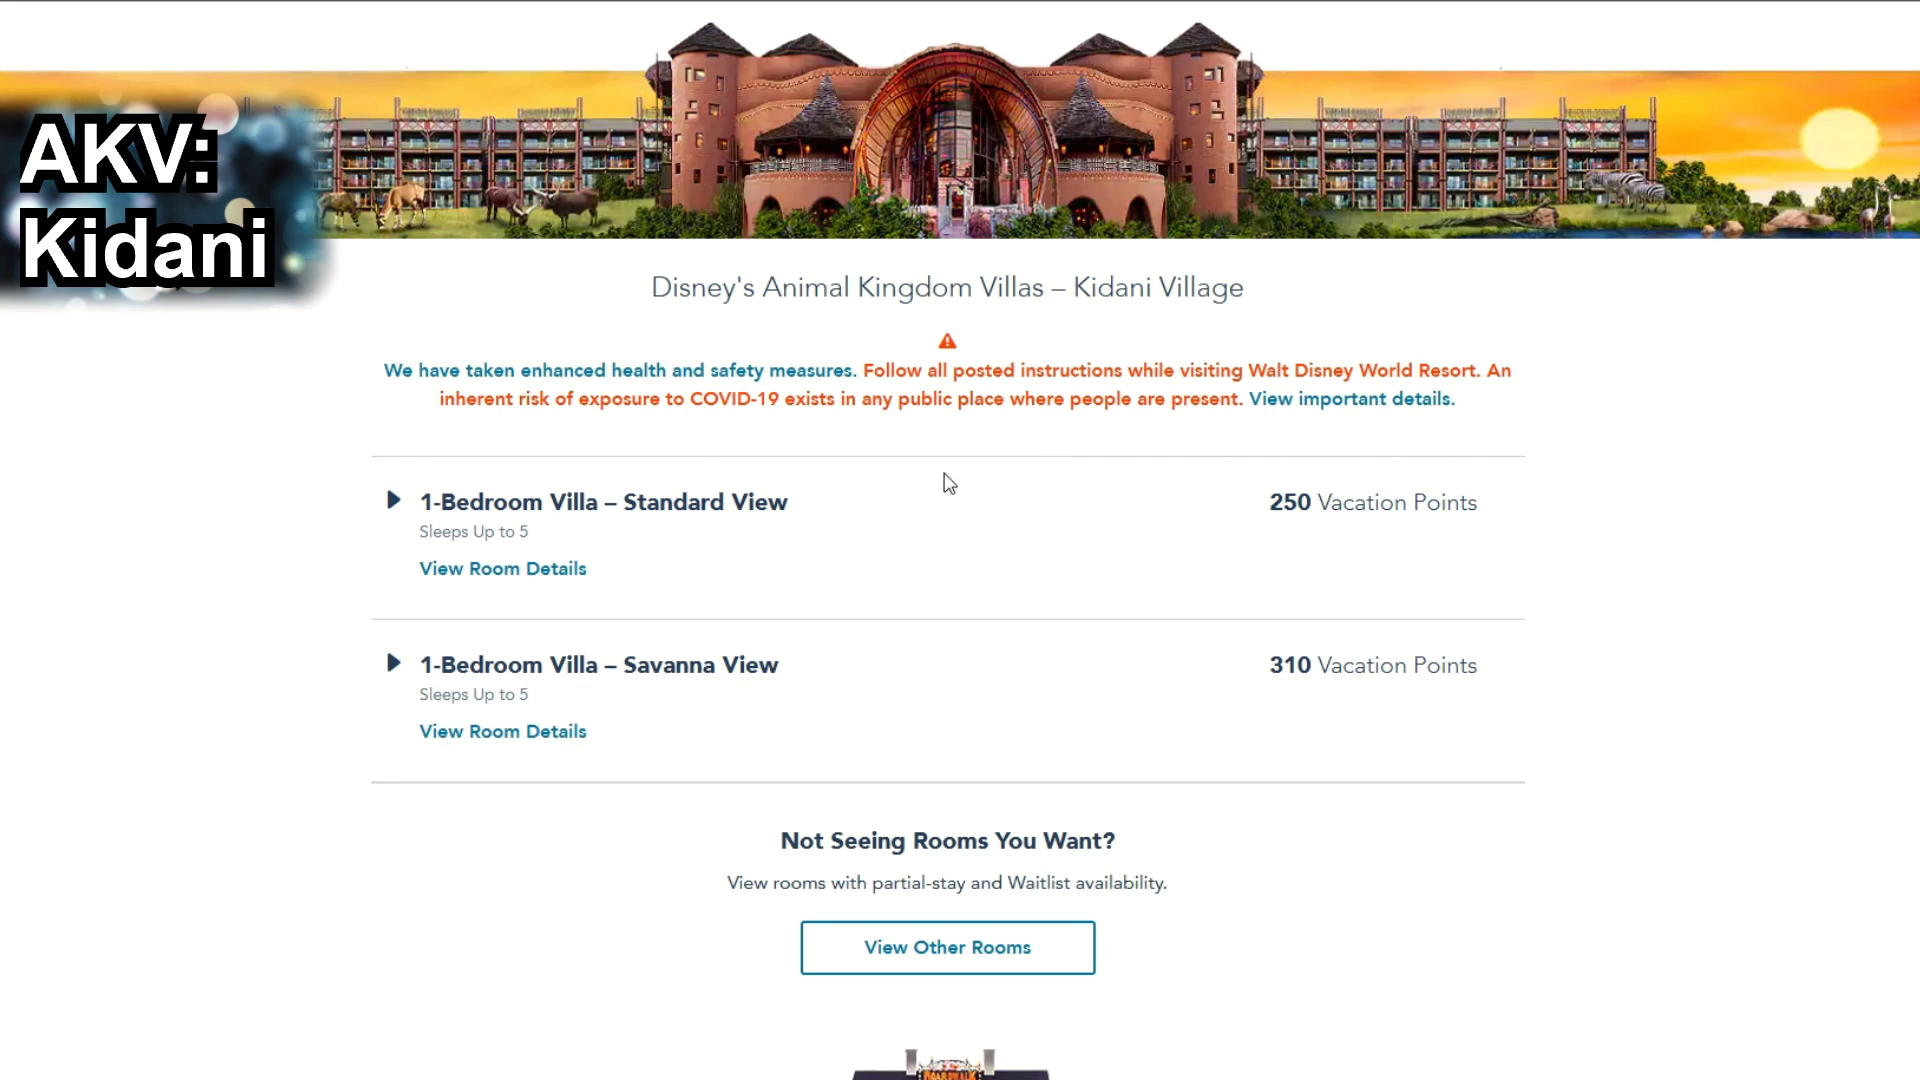 AKV:
Kidani
Disney's Animal Kingdom Villas – Kidani Village
We have taken enhanced health and safety measures. Follow all posted instructions while visiting Walt Disney World Resort. An
inherent risk of exposure to COVID-19 exists in any public place where people are present. View important details.
1-Bedroom Villa – Standard View
250 Vacation Points
Sleeps Up to 5
View Room Details
1-Bedroom Villa – Savanna View
310 Vacation Points
Sleeps Up to 5
View Room Details
Not Seeing Rooms You Want?
View rooms with partial-stay and Waitlist availability.
View Other Rooms
BOARDWALK